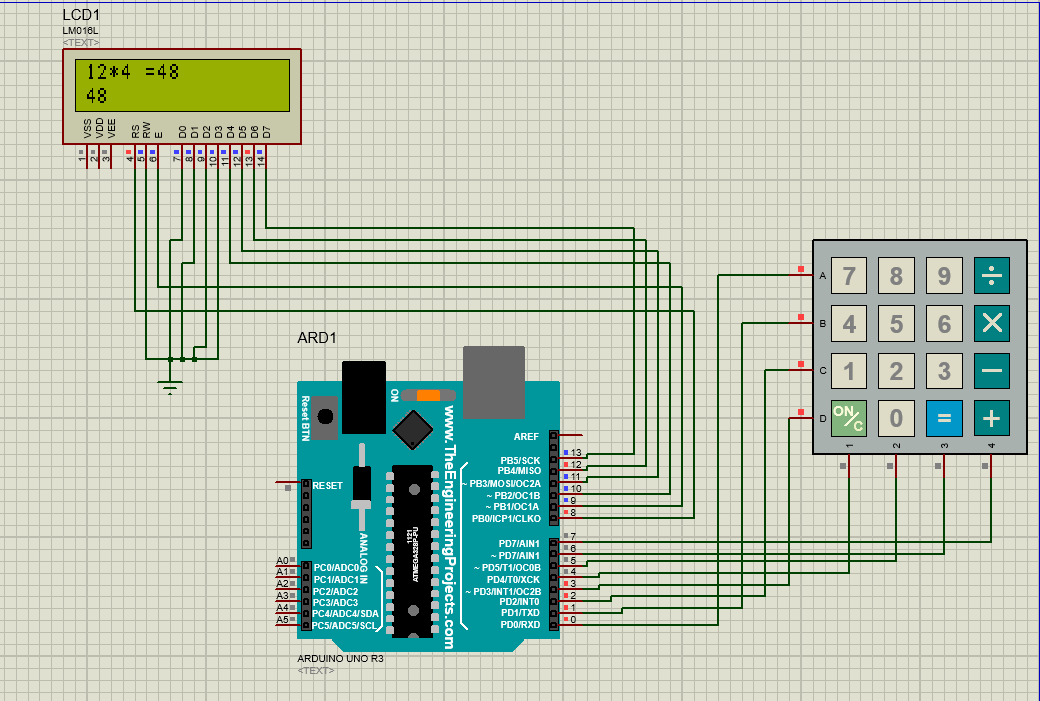 LCD1
LM016L
<TEXT>
12*4 =48
48
VSS VDD VEE RS RW E D0 D1 D2 D3 D4 D5 D6 D7
1 2 3 4 5 6 7 8 9 10 11 12 13 14
ARD1
Reset BTN
ON
www.TheEngineeringProjects.com
ANALOG IN
1121
ATMEGA328P-PU
RESET
A0 PC0/ADC0
A1 PC1/ADC1
A2 PC2/ADC2
A3 PC3/ADC3
A4 PC4/ADC4/SDA
A5 PC5/ADC5/SCL
AREF
PB5/SCK 13
PB4/MISO 12
~ PB3/MOSI/OC2A 11
~ PB2/OC1B 10
~ PB1/OC1A 9
PB0/ICP1/CLKO 8
PD7/AIN1 7
~ PD7/AIN1 6
~ PD5/T1/OC0B 5
PD4/T0/XCK 4
~ PD3/INT1/OC2B 3
PD2/INT0 2
PD1/TXD 1
PD0/RXD 0
ARDUINO UNO R3
<TEXT>
A 7 8 9 ÷
B 4 5 6 ×
C 1 2 3 −
D ON/C 0 = +
1 2 3 4